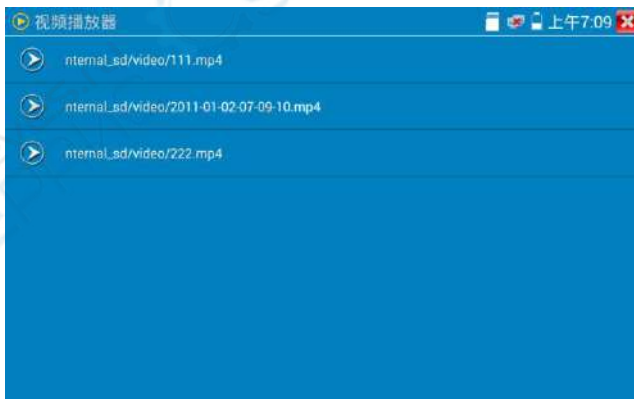 视频播放器 上午7:09
nternal_sd/video/111.mp4
nternal_sd/video/2011-01-02-07-09-10.mp4
nternal_sd/video/222.mp4